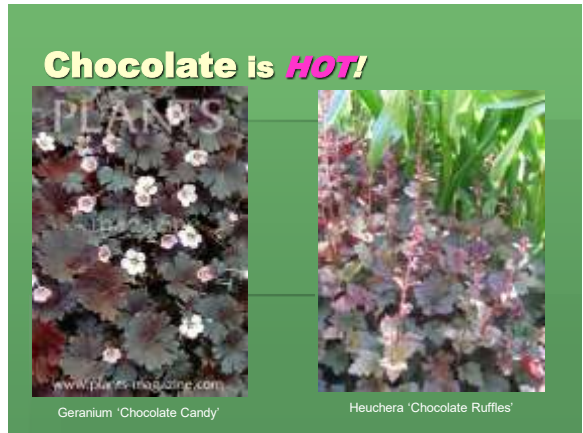 Chocolate is HOT!
PLANTS
www.plants-magazine.com
Geranium ‘Chocolate Candy’
Heuchera ‘Chocolate Ruffles’